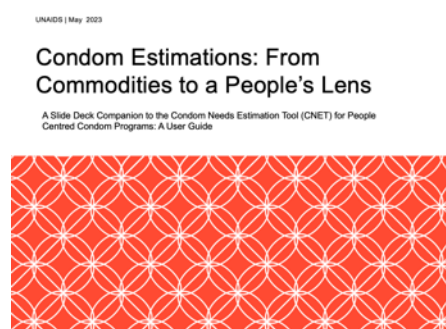 UNAIDS | May 2023
Condom Estimations: From
Commodities to a People's Lens
A Slide Deck Companion to the Condom Needs Estimation Tool (CNET) for People
Centred Condom Programs: A User Guide